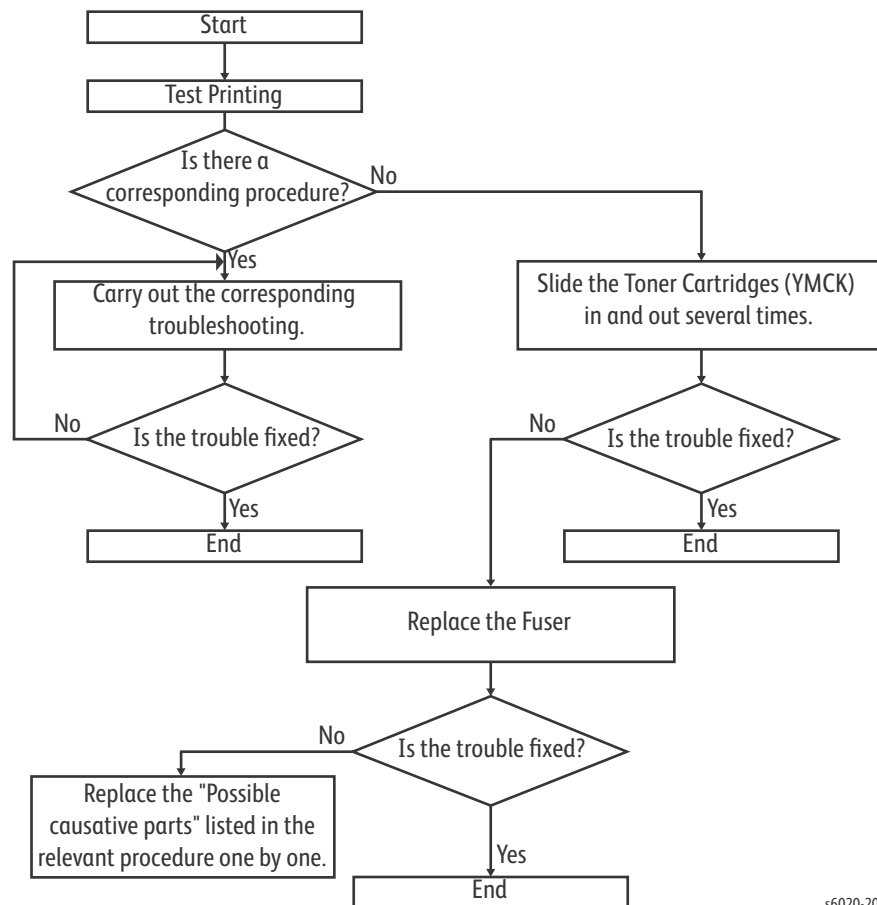 Start
Test Printing
Is there a
corresponding procedure?
No
Yes
Carry out the corresponding
troubleshooting.
Slide the Toner Cartridges (YMCK)
in and out several times.
No
Is the trouble fixed?
No
Is the trouble fixed?
Yes
Yes
End
End
Replace the Fuser
No
Is the trouble fixed?
Replace the "Possible
causative parts" listed in the
relevant procedure one by one.
Yes
End
s6020-20